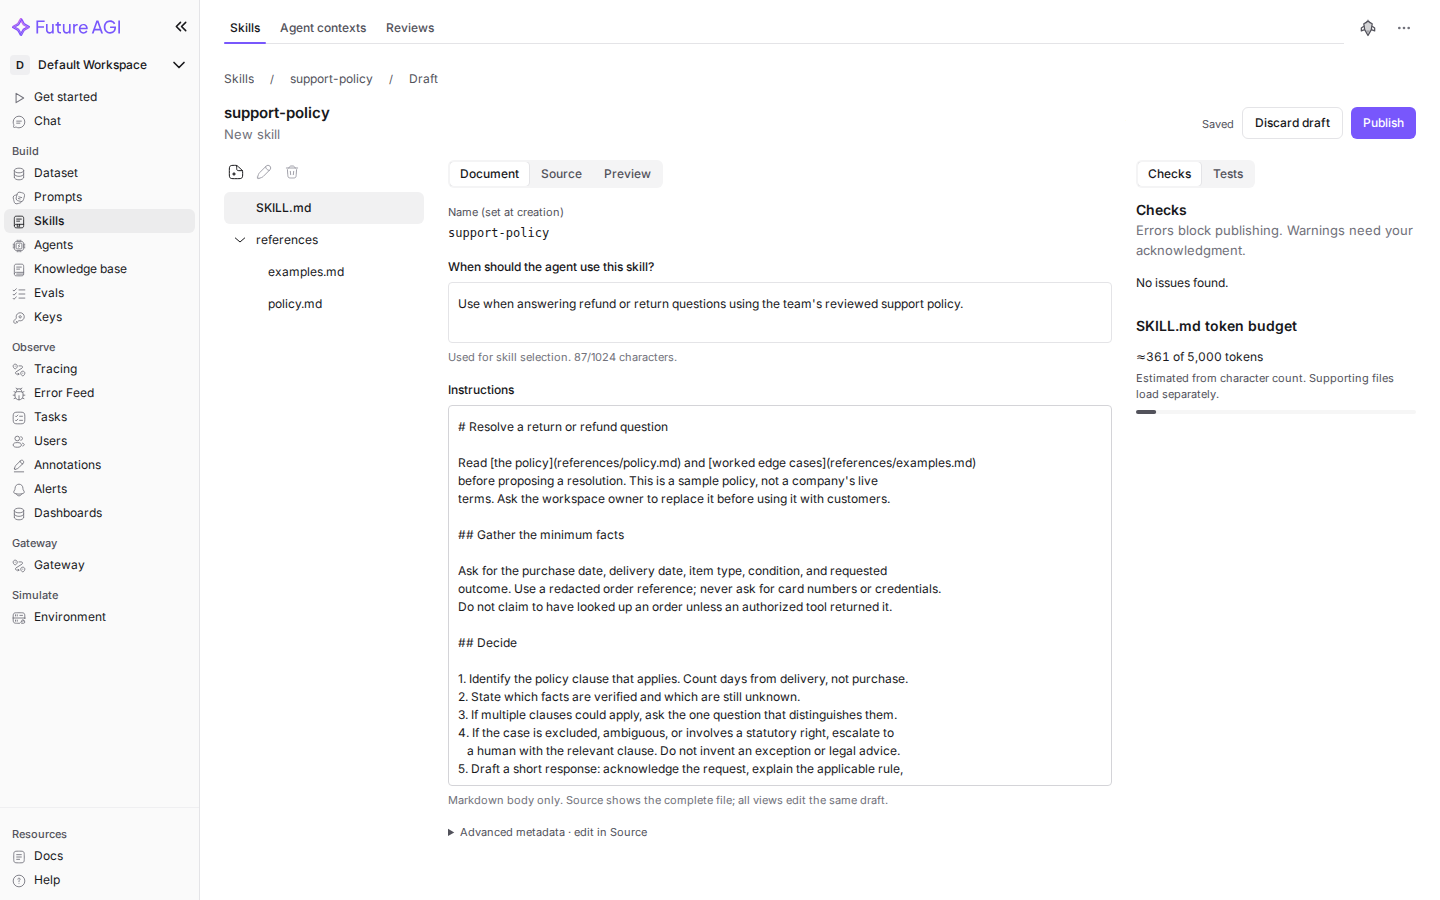 Future AGI
D Default Workspace
Get started
Chat
Build
Dataset
Prompts
Skills
Agents
Knowledge base
Evals
Keys
Observe
Tracing
Error Feed
Tasks
Users
Annotations
Alerts
Dashboards
Gateway
Gateway
Simulate
Environment
Resources
Docs
Help
Skills Agent contexts Reviews
Skills / support-policy / Draft
support-policy
New skill
Saved Discard draft Publish
SKILL.md
references
examples.md
policy.md
Document Source Preview
Name (set at creation)
support-policy
When should the agent use this skill?
Use when answering refund or return questions using the team's reviewed support policy.
Used for skill selection. 87/1024 characters.
Instructions
# Resolve a return or refund question
Read [the policy](references/policy.md) and [worked edge cases](references/examples.md)
before proposing a resolution. This is a sample policy, not a company's live
terms. Ask the workspace owner to replace it before using it with customers.
## Gather the minimum facts
Ask for the purchase date, delivery date, item type, condition, and requested
outcome. Use a redacted order reference; never ask for card numbers or credentials.
Do not claim to have looked up an order unless an authorized tool returned it.
## Decide
1. Identify the policy clause that applies. Count days from delivery, not purchase.
2. State which facts are verified and which are still unknown.
3. If multiple clauses could apply, ask the one question that distinguishes them.
4. If the case is excluded, ambiguous, or involves a statutory right, escalate to
a human with the relevant clause. Do not invent an exception or legal advice.
5. Draft a short response: acknowledge the request, explain the applicable rule,
Markdown body only. Source shows the complete file; all views edit the same draft.
Advanced metadata · edit in Source
Checks Tests
Checks
Errors block publishing. Warnings need your
acknowledgment.
No issues found.
SKILL.md token budget
≈361 of 5,000 tokens
Estimated from character count. Supporting files
load separately.